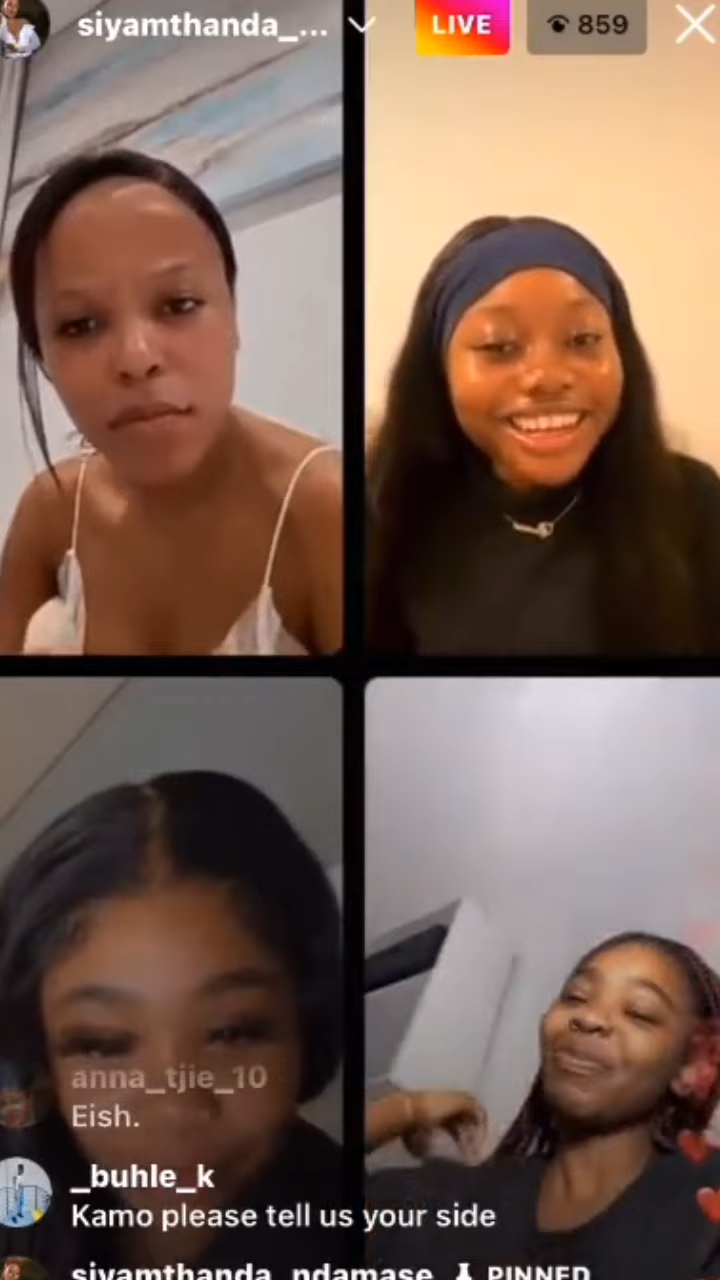 siyamthanda_...
LIVE
859
anna_tjie_10
Eish.
_buhle_k
Kamo please tell us your side
siyamthanda_ndamase PINNED